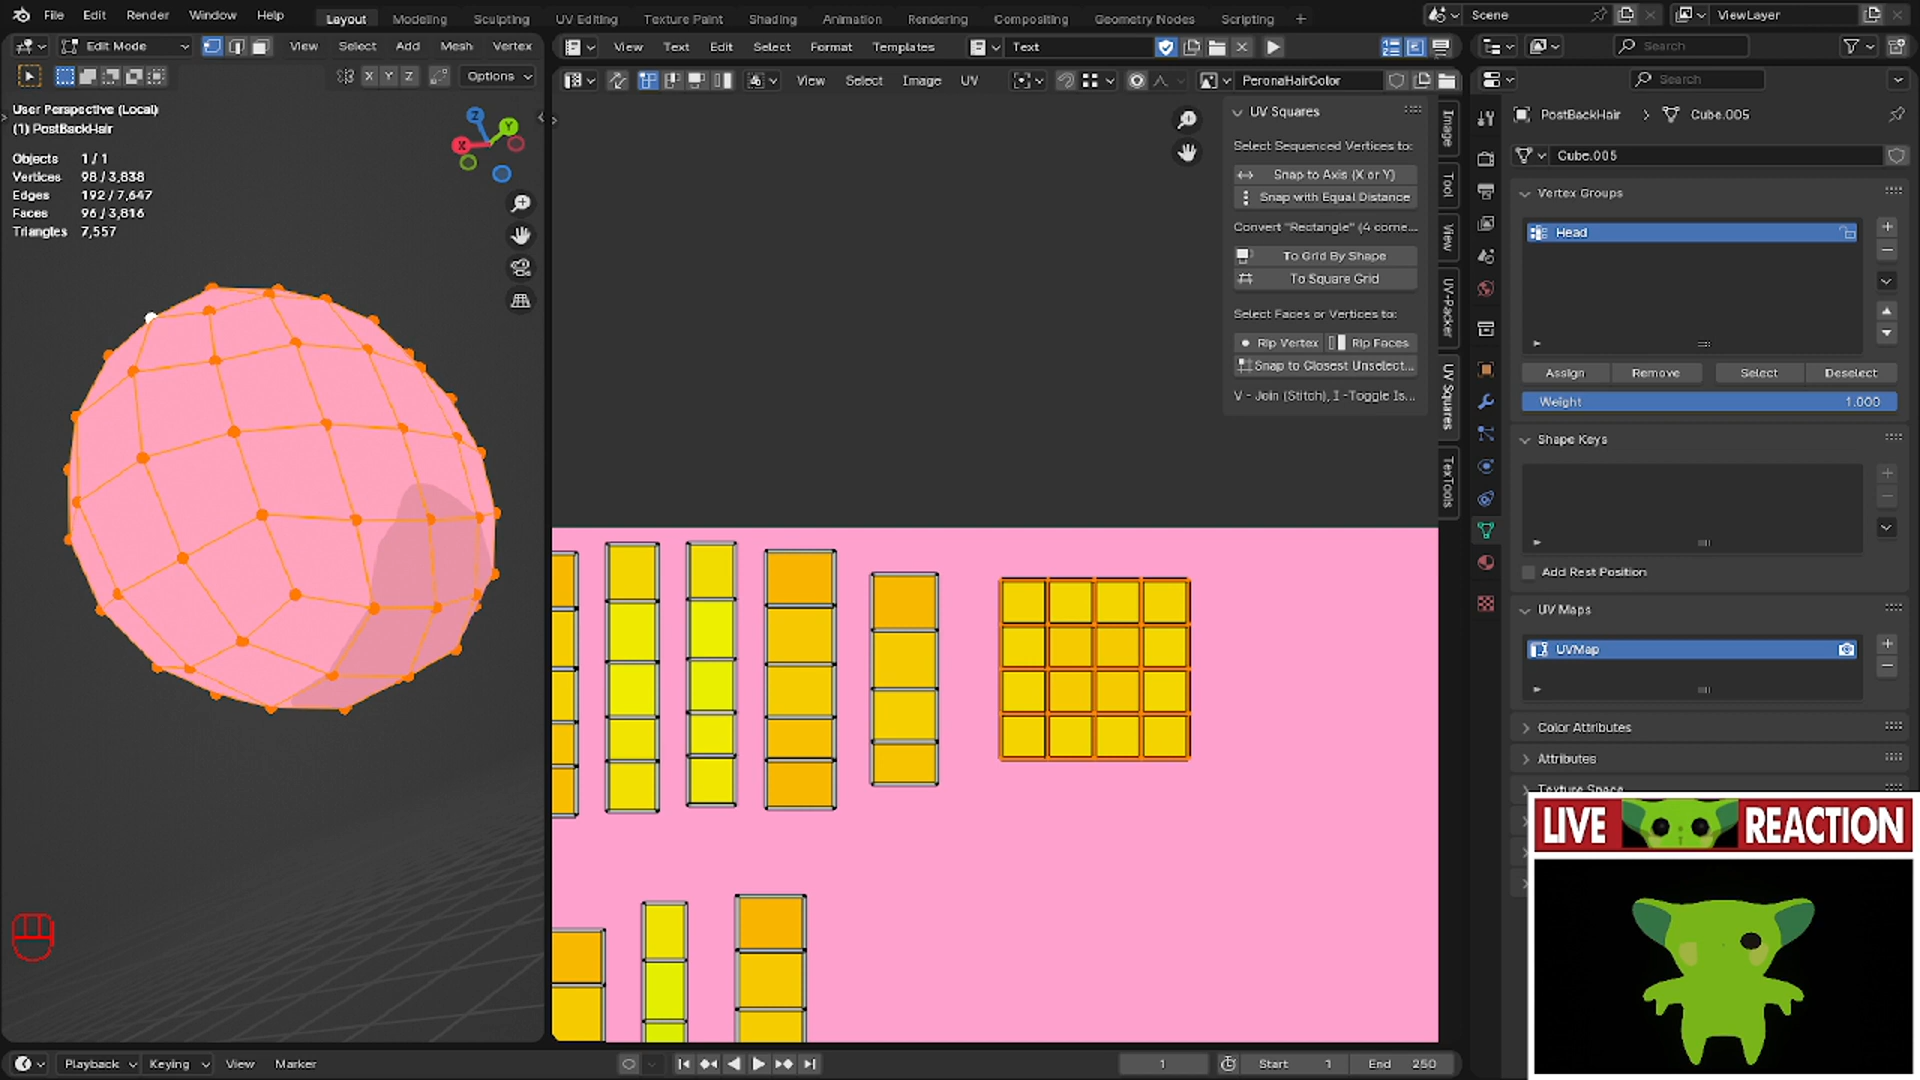 File Edit Render Window Help Layout Modeling Sculpting UV Editing Texture Paint Shading Animation Rendering Compositing Geometry Nodes Scripting + Scene ViewLayer
Edit Mode View Select Add Mesh Vertex
View Text Edit Select Format Templates Text
Search
X Y Z Options
View Select Image UV PeronaHairColor
Search
User Perspective (Local)
(1) PostBackHair
Objects 1 / 1
Vertices 98 / 3,838
Edges 192 / 7,647
Faces 96 / 3,816
Triangles 7,557
Z
Y
X
UV Squares
Select Sequenced Vertices to:
Snap to Axis (X or Y)
Snap with Equal Distance
Convert "Rectangle" (4 corne...
To Grid By Shape
To Square Grid
Select Faces or Vertices to:
Rip Vertex Rip Faces
Snap to Closest Unselect...
V - Join (Stitch), I -Toggle Is...
Image
Tool
View
UV-Packer
UV Squares
TexTools
PostBackHair > Cube.005
Cube.005
Vertex Groups
Head
Assign Remove Select Deselect
Weight 1.000
Shape Keys
Add Rest Position
UV Maps
UVMap
Color Attributes
Attributes
Texture Space
LIVE REACTION
Playback Keying View Marker 1 Start 1 End 250